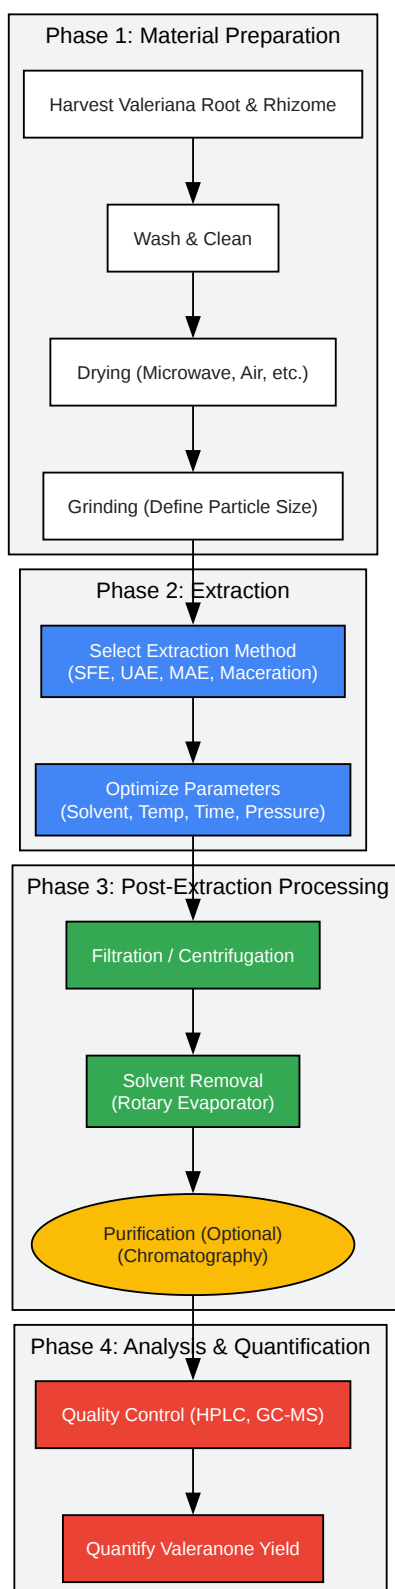 Phase 1: Material Preparation
Harvest Valeriana Root & Rhizome
Wash & Clean
Drying (Microwave, Air, etc.)
Grinding (Define Particle Size)
Phase 2: Extraction
Select Extraction Method
(SFE, UAE, MAE, Maceration)
Optimize Parameters
(Solvent, Temp, Time, Pressure)
Phase 3: Post-Extraction Processing
Filtration / Centrifugation
Solvent Removal
(Rotary Evaporator)
Purification (Optional)
(Chromatography)
Phase 4: Analysis & Quantification
Quality Control (HPLC, GC-MS)
Quantify Valeranone Yield